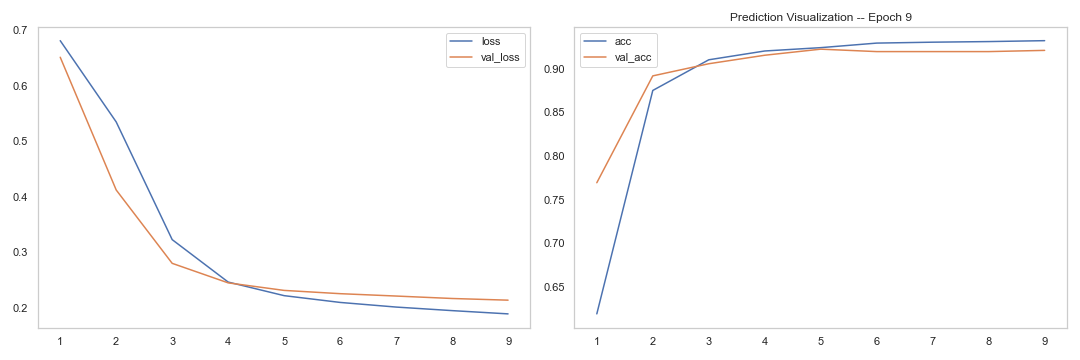 Prediction Visualization -- Epoch 9
0.7
0.6
0.5
0.4
0.3
0.2
1 2 3 4 5 6 7 8 9
loss
val_loss
0.90
0.85
0.80
0.75
0.70
0.65
1 2 3 4 5 6 7 8 9
acc
val_acc